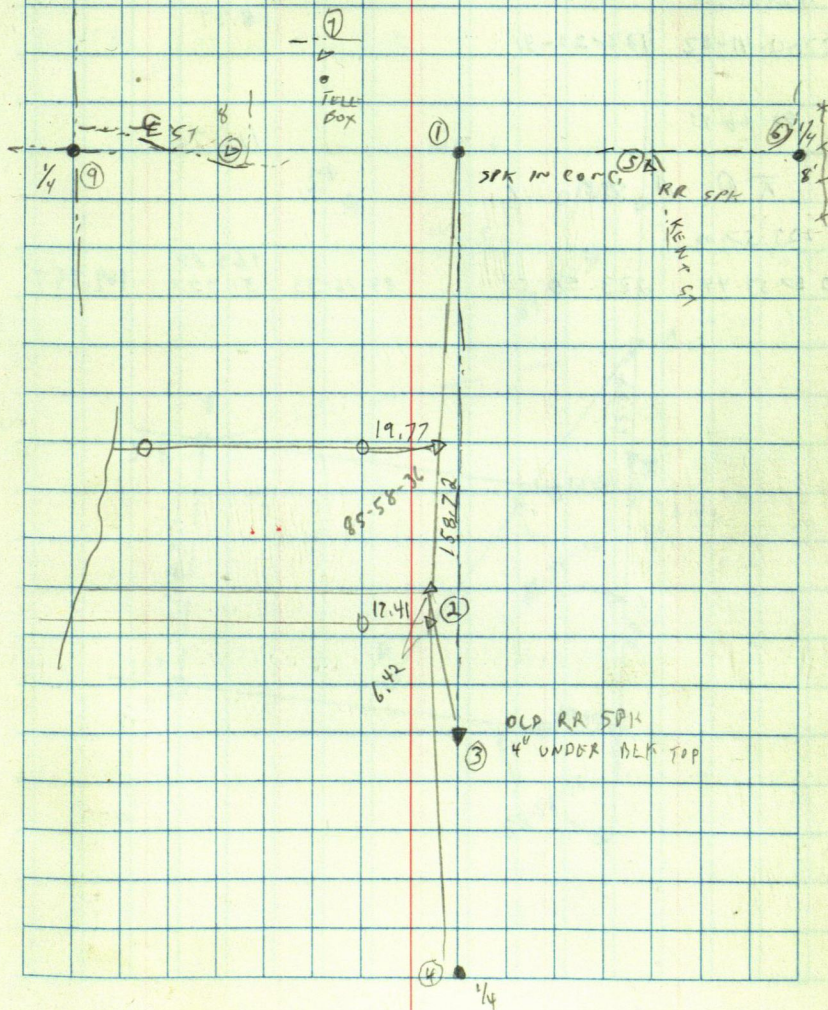 7
TELE
BOX
8
℄ ST
1
6 1/4
8'
1/4
9
SPK IN CONC.
5
RR SPK
KENT ST
19.77
85-58-36
158.72
17.41
2
6.42
OLD RR SPK
3
4" UNDER BLK TOP
4
1/4